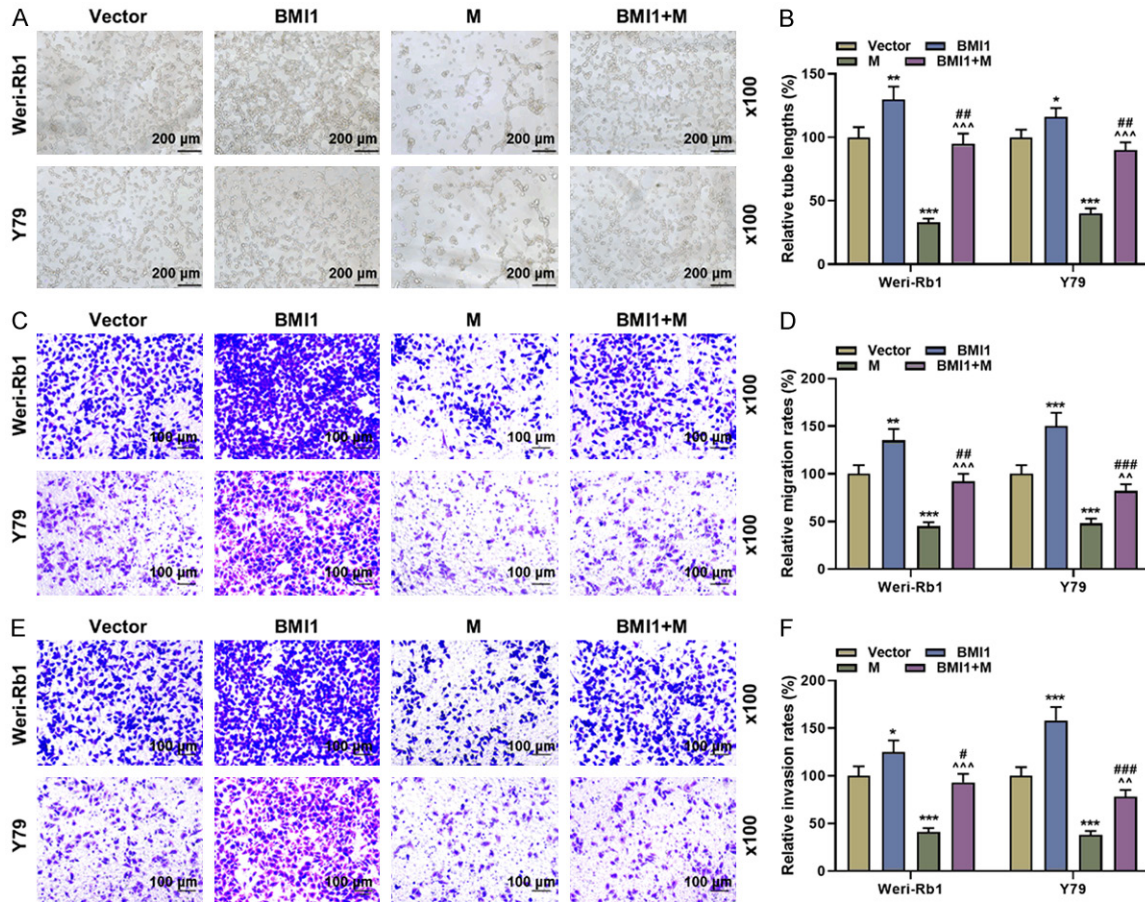 A
Vector BMI1 M BMI1+M
Weri-Rb1
200 µm 200 µm 200 µm 200 µm
x100
Y79
200 µm 200 µm 200 µm 200 µm
x100
B
Vector BMI1
M BMI1+M
Relative tube lengths (%)
150
100
50
0
** *** ## ^^^
* *** ## ^^^
Weri-Rb1 Y79
C
Vector BMI1 M BMI1+M
Weri-Rb1
100 µm 100 µm 100 µm 100 µm
x100
Y79
100 µm 100 µm 100 µm 100 µm
x100
D
Vector BMI1
M BMI1+M
Relative migration rates (%)
200
150
100
50
0
** *** ## ^^^
*** *** ### ^^
Weri-Rb1 Y79
E
Vector BMI1 M BMI1+M
Weri-Rb1
100 µm 100 µm 100 µm 100 µm
x100
Y79
100 µm 100 µm 100 µm 100 µm
x100
F
Vector BMI1
M BMI1+M
Relative invasion rates (%)
200
150
100
50
0
* *** # ^^^
*** *** ### ^^
Weri-Rb1 Y79